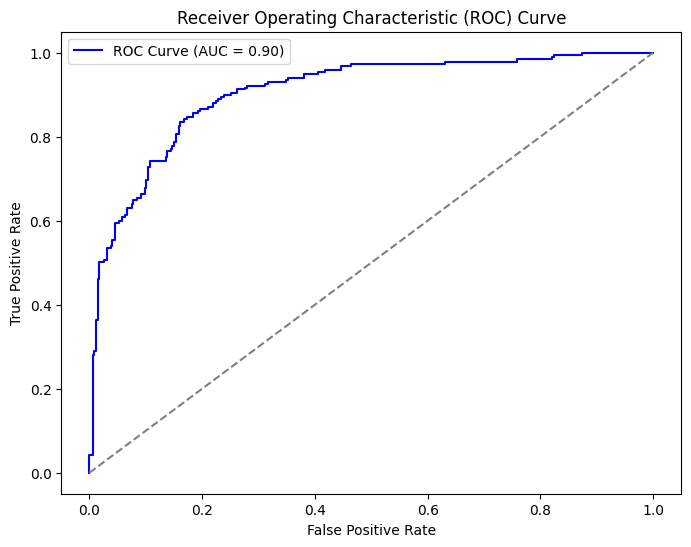 Receiver Operating Characteristic (ROC) Curve
ROC Curve (AUC = 0.90)
True Positive Rate
1.0
0.8
0.6
0.4
0.2
0.0
0.0 0.2 0.4 0.6 0.8 1.0
False Positive Rate